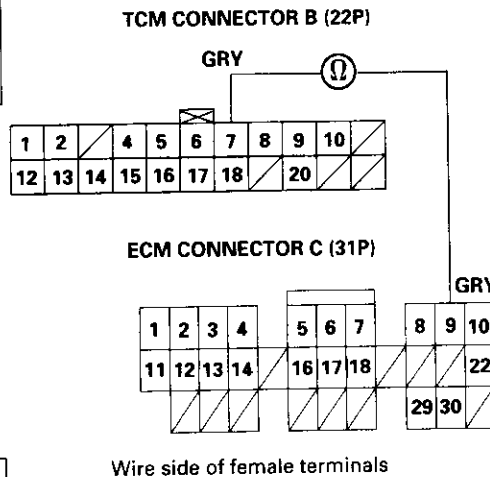 TCM CONNECTOR B (22P)
GRY
Ω
1 2 4 5 6 7 8 9 10
12 13 14 15 16 17 18 20
ECM CONNECTOR C (31P)
GRY
1 2 3 4 5 6 7 8 9 10
11 12 13 14 16 17 18 22
29 30
Wire side of female terminals